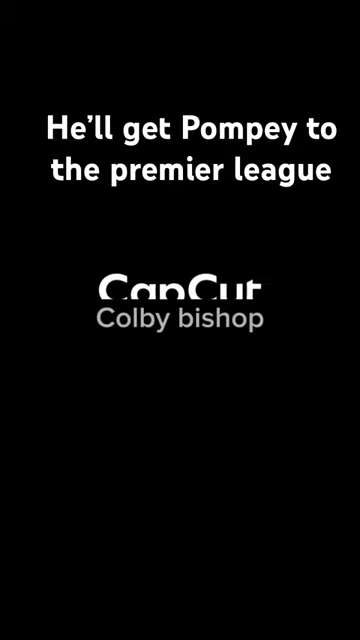 He'll get Pompey to
the premier league
CapCut
Colby bishop